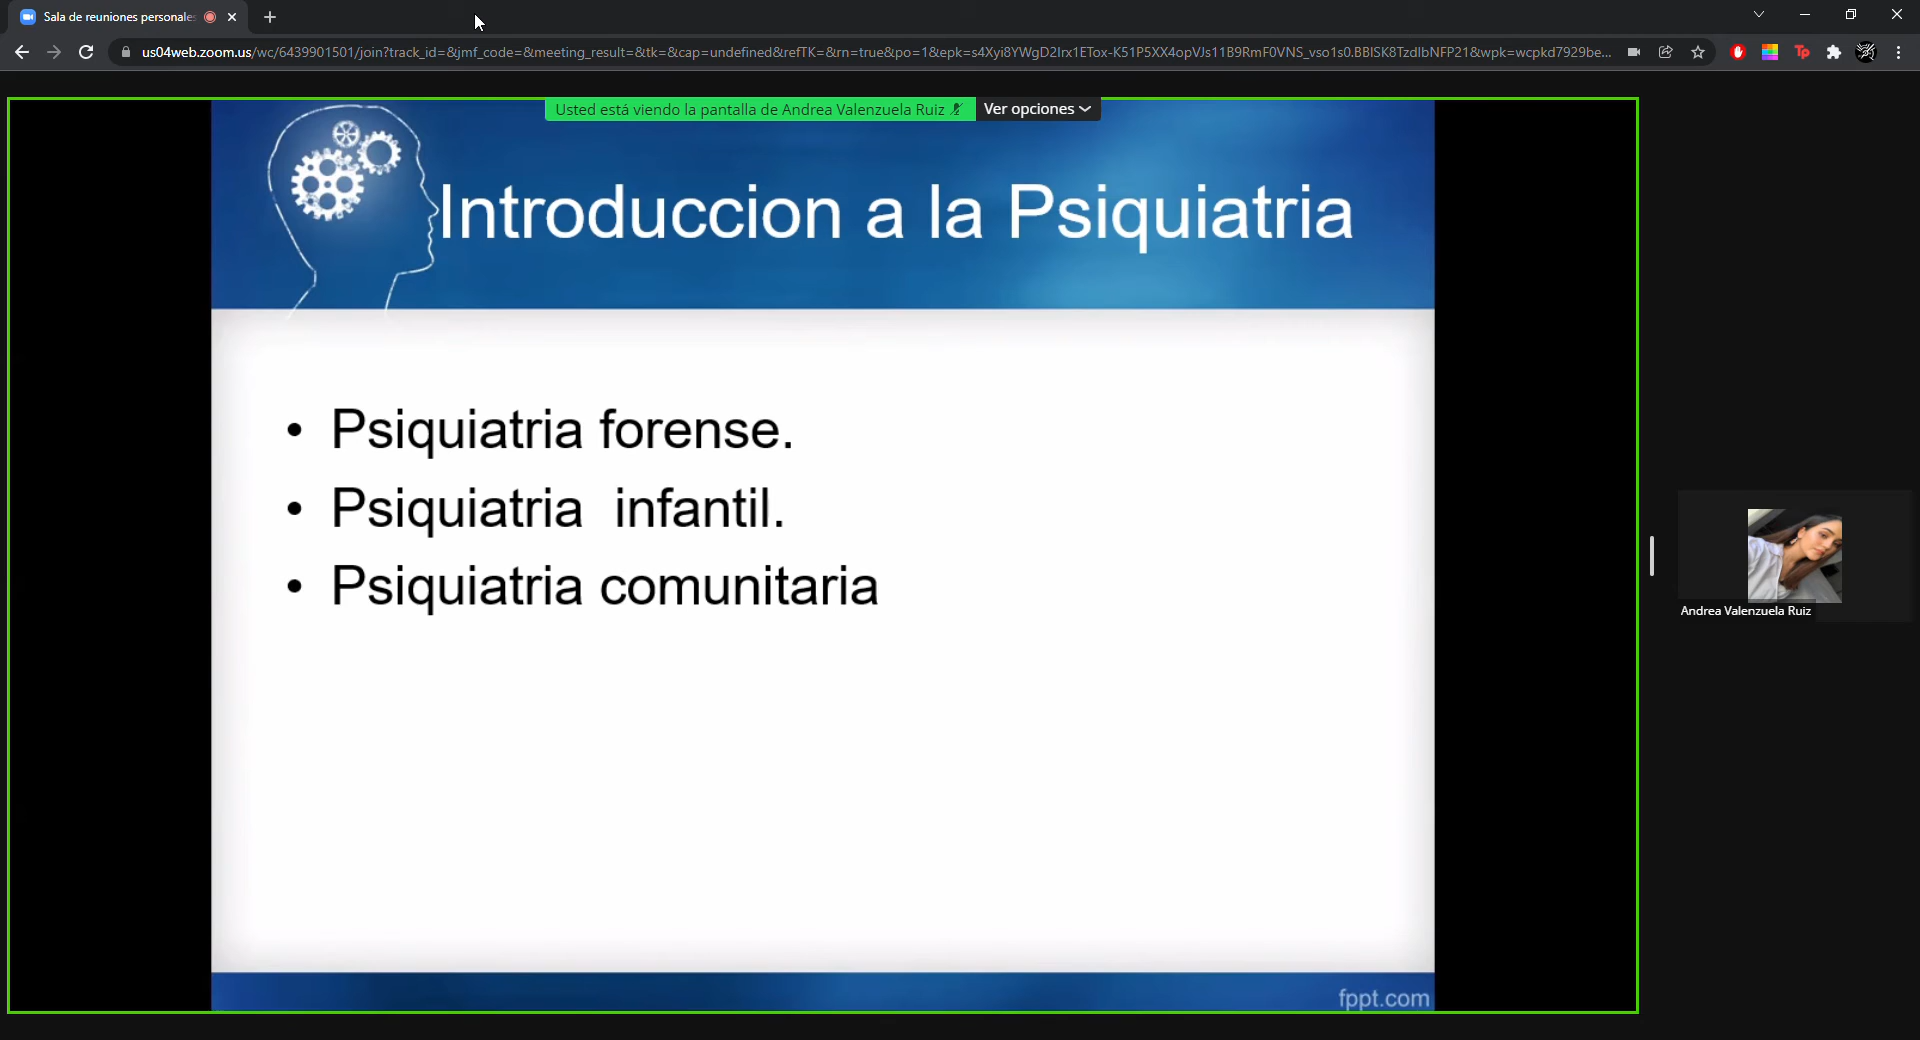 Sala de reuniones personales
us04web.zoom.us/wc/6439901501/join?track_id=&jmf_code=&meeting_result=&tk=&cap=undefined&refTK=&rn=true&po=1&epk=s4Xyi8YWgD2Irx1ETox-K51P5XX4opVJs11B9RmF0VNS_vso1s0.BBISK8TzdIbNFP21&wpk=wcpkd7929be...
Tp
Usted está viendo la pantalla de Andrea Valenzuela Ruiz Ver opciones
Introduccion a la Psiquiatria
• Psiquiatria forense.
• Psiquiatria infantil.
• Psiquiatria comunitaria
Andrea Valenzuela Ruiz
fppt.com